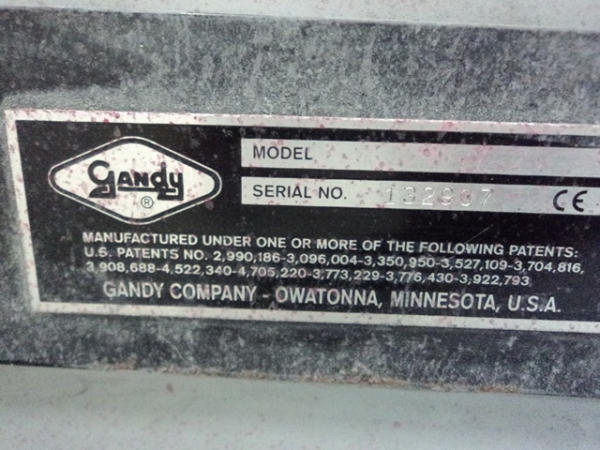 Gandy
®
MODEL
SERIAL NO. 132907 CE
MANUFACTURED UNDER ONE OR MORE OF THE FOLLOWING PATENTS:
U.S. PATENTS NO. 2,990,186-3,096,004-3,350,950-3,527,109-3,704,816,
3,908,688-4,522,340-4,705,220-3,773,229-3,776,430-3,922,793
GANDY COMPANY - OWATONNA, MINNESOTA, U.S.A.